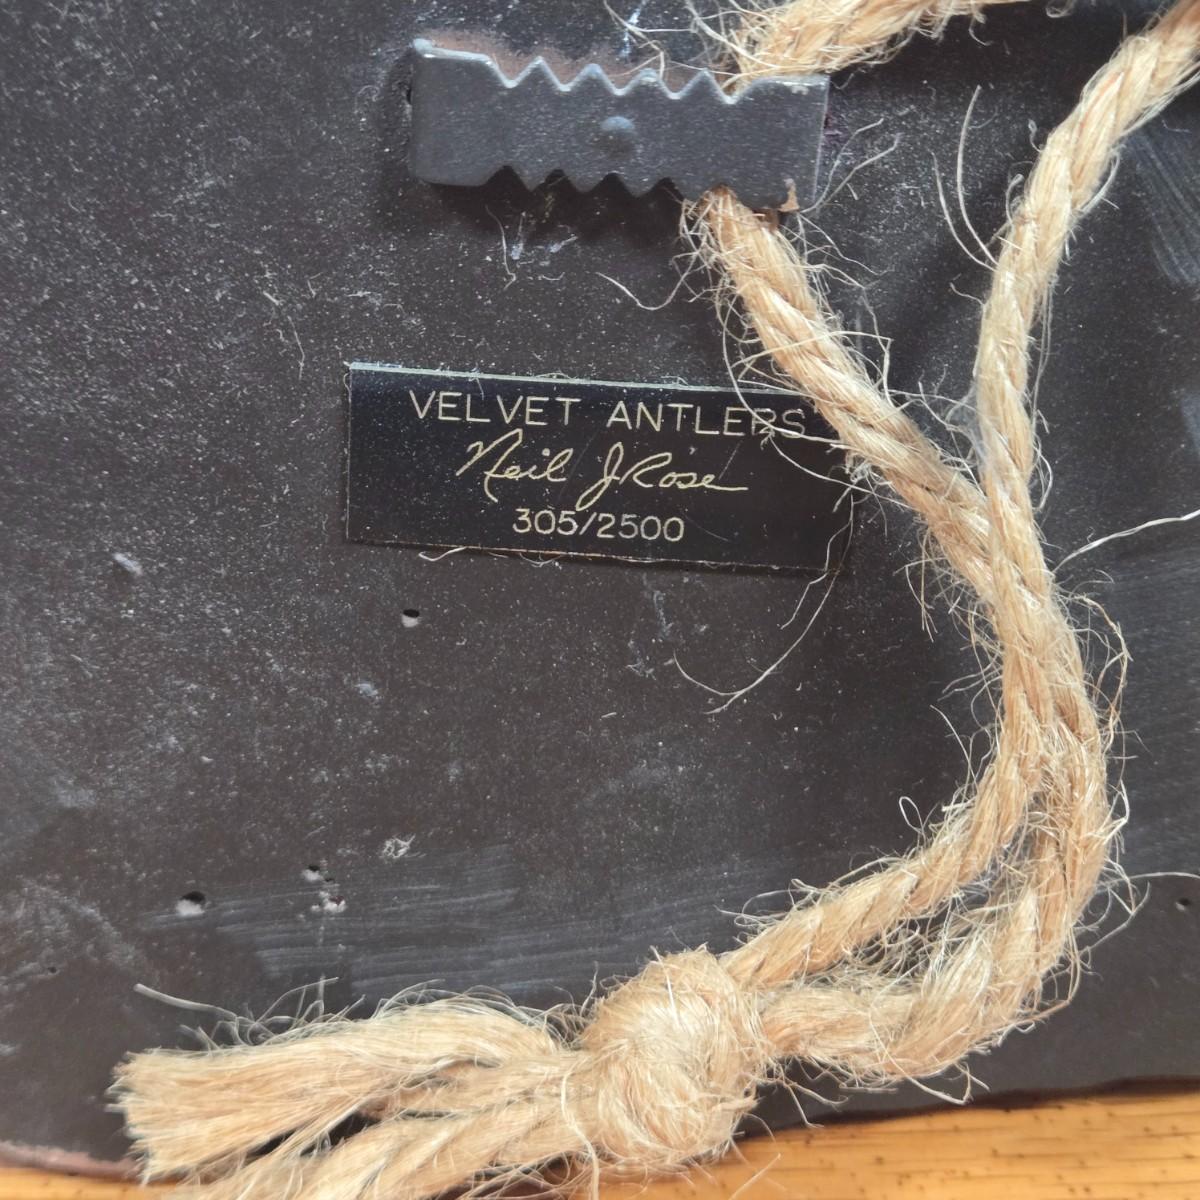 VELVET ANTLERS
Neil J Rose
305/2500